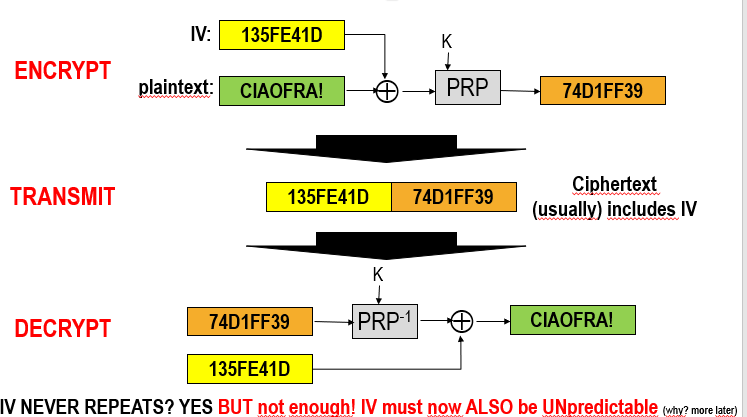 IV: 135FE41D
K
ENCRYPT
plaintext: CIAOFRA! PRP 74D1FF39
TRANSMIT 135FE41D 74D1FF39
Ciphertext
(usually) includes IV
K
DECRYPT 74D1FF39 PRP-1 CIAOFRA!
135FE41D
IV NEVER REPEATS? YES BUT not enough! IV must now ALSO be UNpredictable (why? more later)